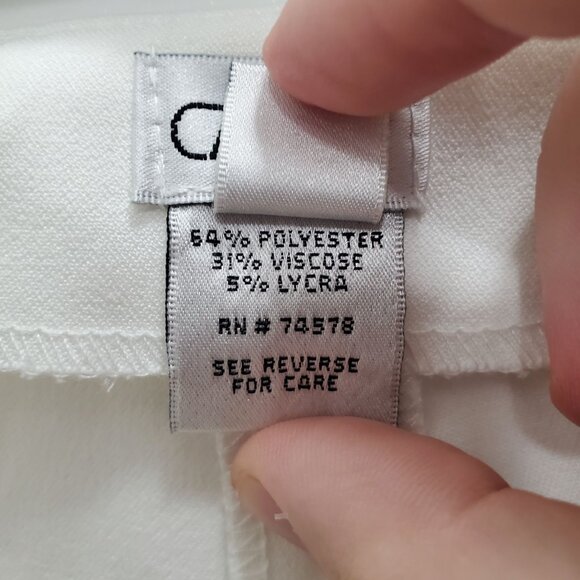 64% POLYESTER
31% VISCOSE
5% LYCRA
RN # 74578
SEE REVERSE
FOR CARE